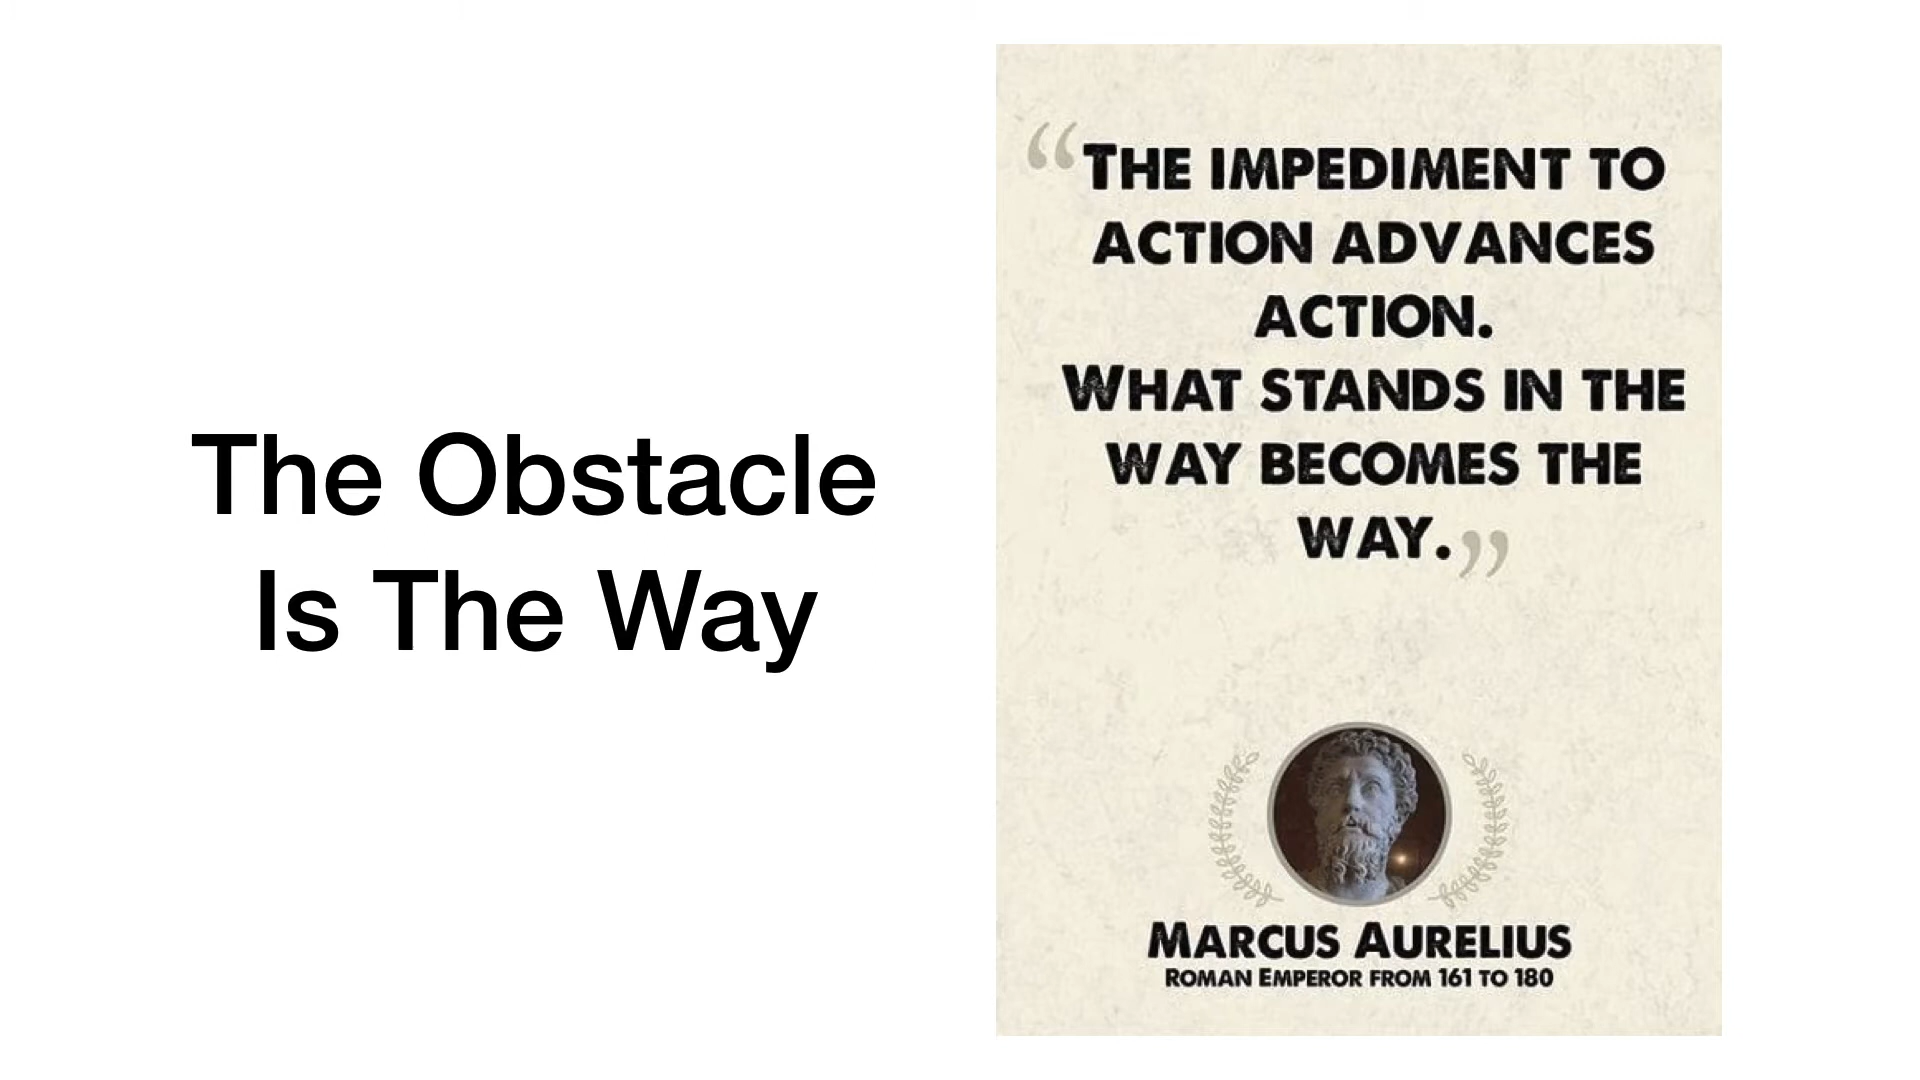 The Obstacle
Is The Way
“THE IMPEDIMENT TO
ACTION ADVANCES
ACTION.
WHAT STANDS IN THE
WAY BECOMES THE
WAY.”
MARCUS AURELIUS
ROMAN EMPEROR FROM 161 TO 180